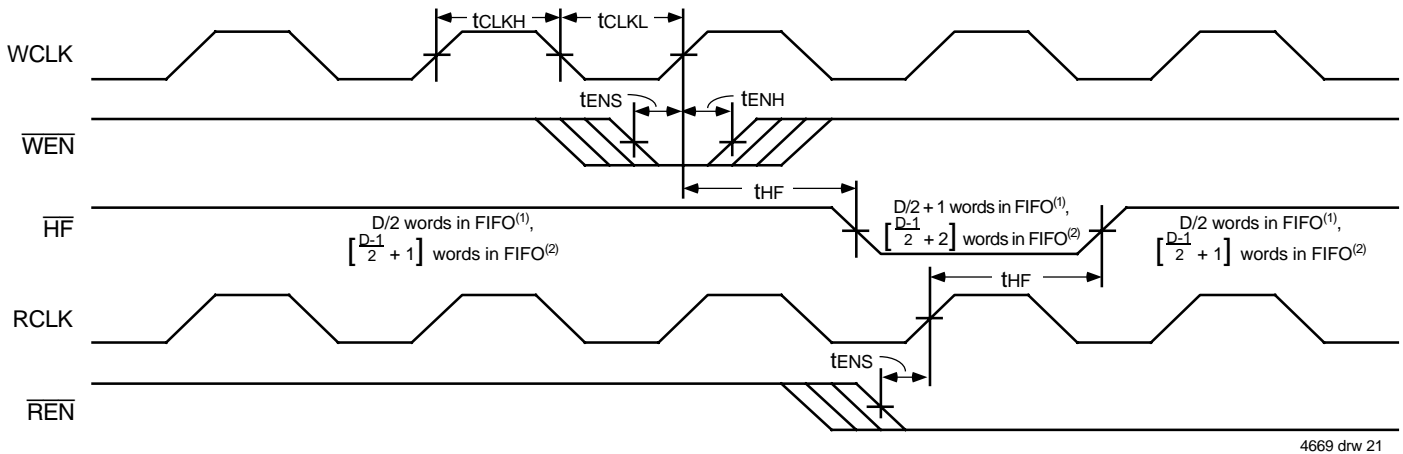 tCLKH
tCLKL
WCLK
tENS
tENH
WEN
tHF
HF
D/2 words in FIFO(1),
[D-1/2 + 1] words in FIFO(2)
D/2 + 1 words in FIFO(1),
[D-1/2 + 2] words in FIFO(2)
D/2 words in FIFO(1),
[D-1/2 + 1] words in FIFO(2)
tHF
RCLK
tENS
REN
4669 drw 21